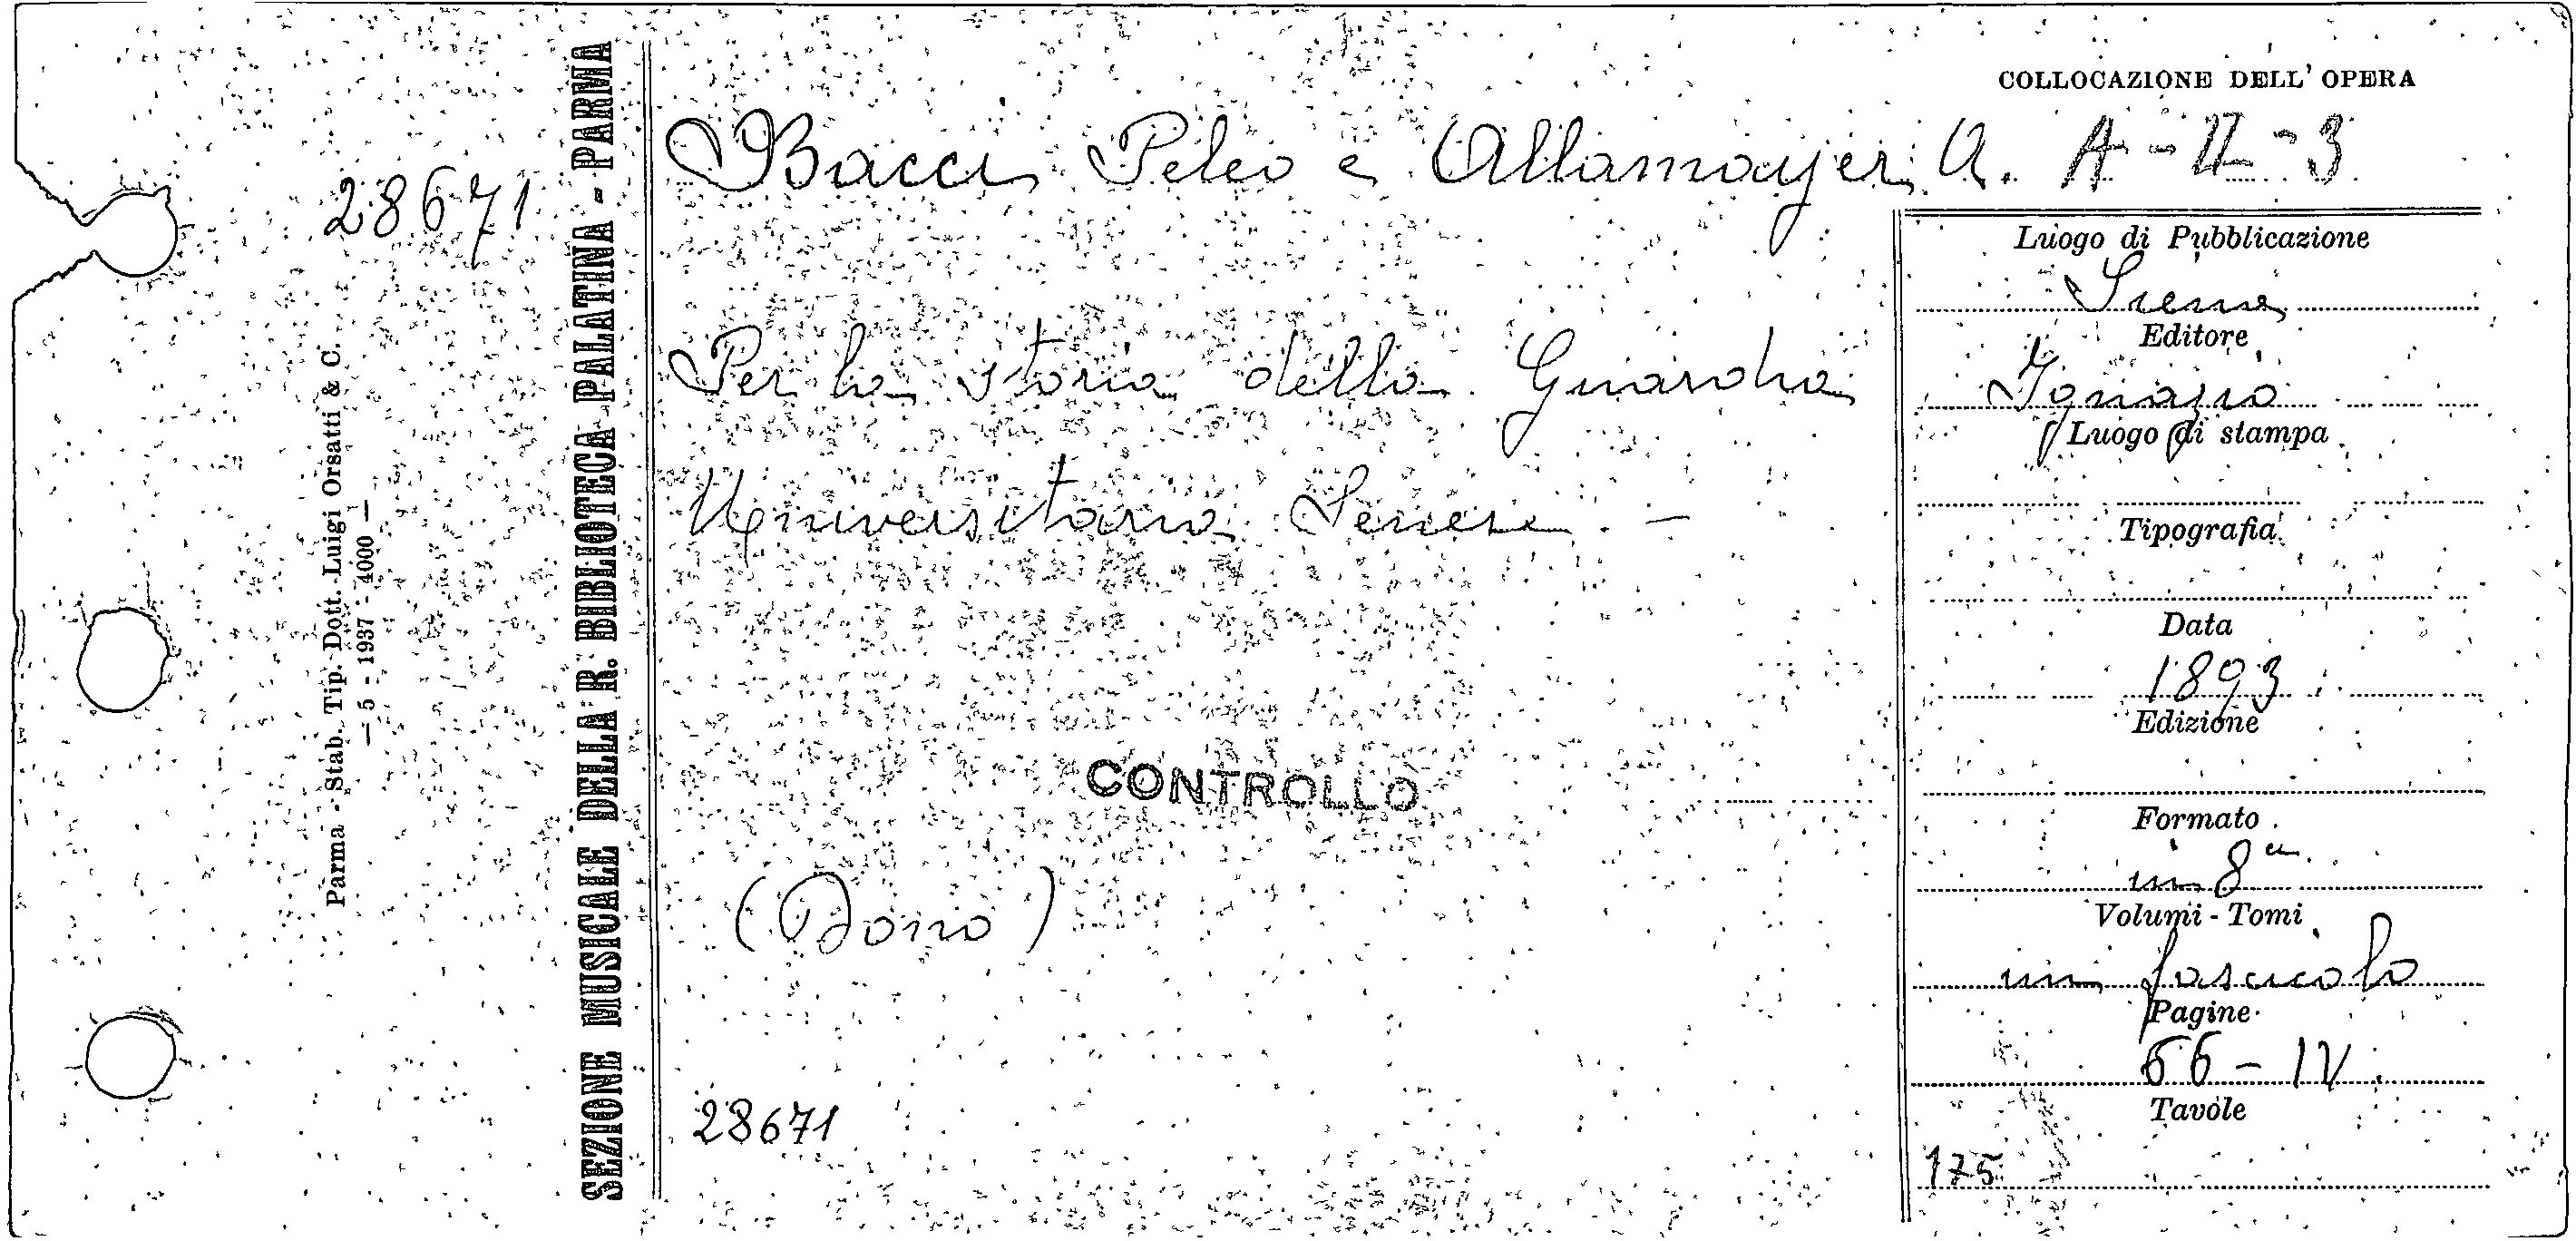 COLLOCAZIONE DELL' OPERA
Bacci Peleo e Allamayer A. A - II - 3
28671
Parma - Stab. Tip. Dott. Luigi Orsatti & C.
— 5 - 1937 - 4000 —
SEZIONE MUSICALE DELLA R. BIBLIOTECA PALATINA - PARMA
Per la storia della Guardia
Universitaria Senese. —
CONTROLLO
(Dono)
28671
Luogo di Pubblicazione
Siena
Editore
Ignazio
Luogo di stampa
Tipografia
Data
1893
Edizione
Formato
in 8°
Volumi - Tomi
un fascicolo
Pagine
66 - IV
Tavole
175